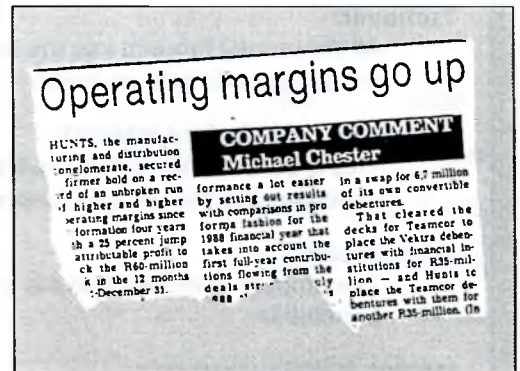 Operating margins go up
COMPANY COMMENT
Michael Chester
HUNTS, the manufac-
turing and distribution
conglomerate, secured
firmer hold on a rec-
rd of an unbroken run
f higher and higher
perating margins since
formation four years
th a 25 percent jump
attributable profit to
ck the R60-million
k in the 12 months
-December 31.
formance a lot easier
by setting out results
with comparisons in pro
forma fashion for the
1988 financial year that
takes into account the
first full-year contribu-
tions flowing from the
deals
in a swap for 6,7 million
of its own convertible
debentures.
That cleared the
decks for Teamcor to
place the Vektra deben-
tures with financial in-
stitutions for R35-mil-
lion — and Hunts to
place the Teamcor de-
bentures with them for
another R35-million. (In